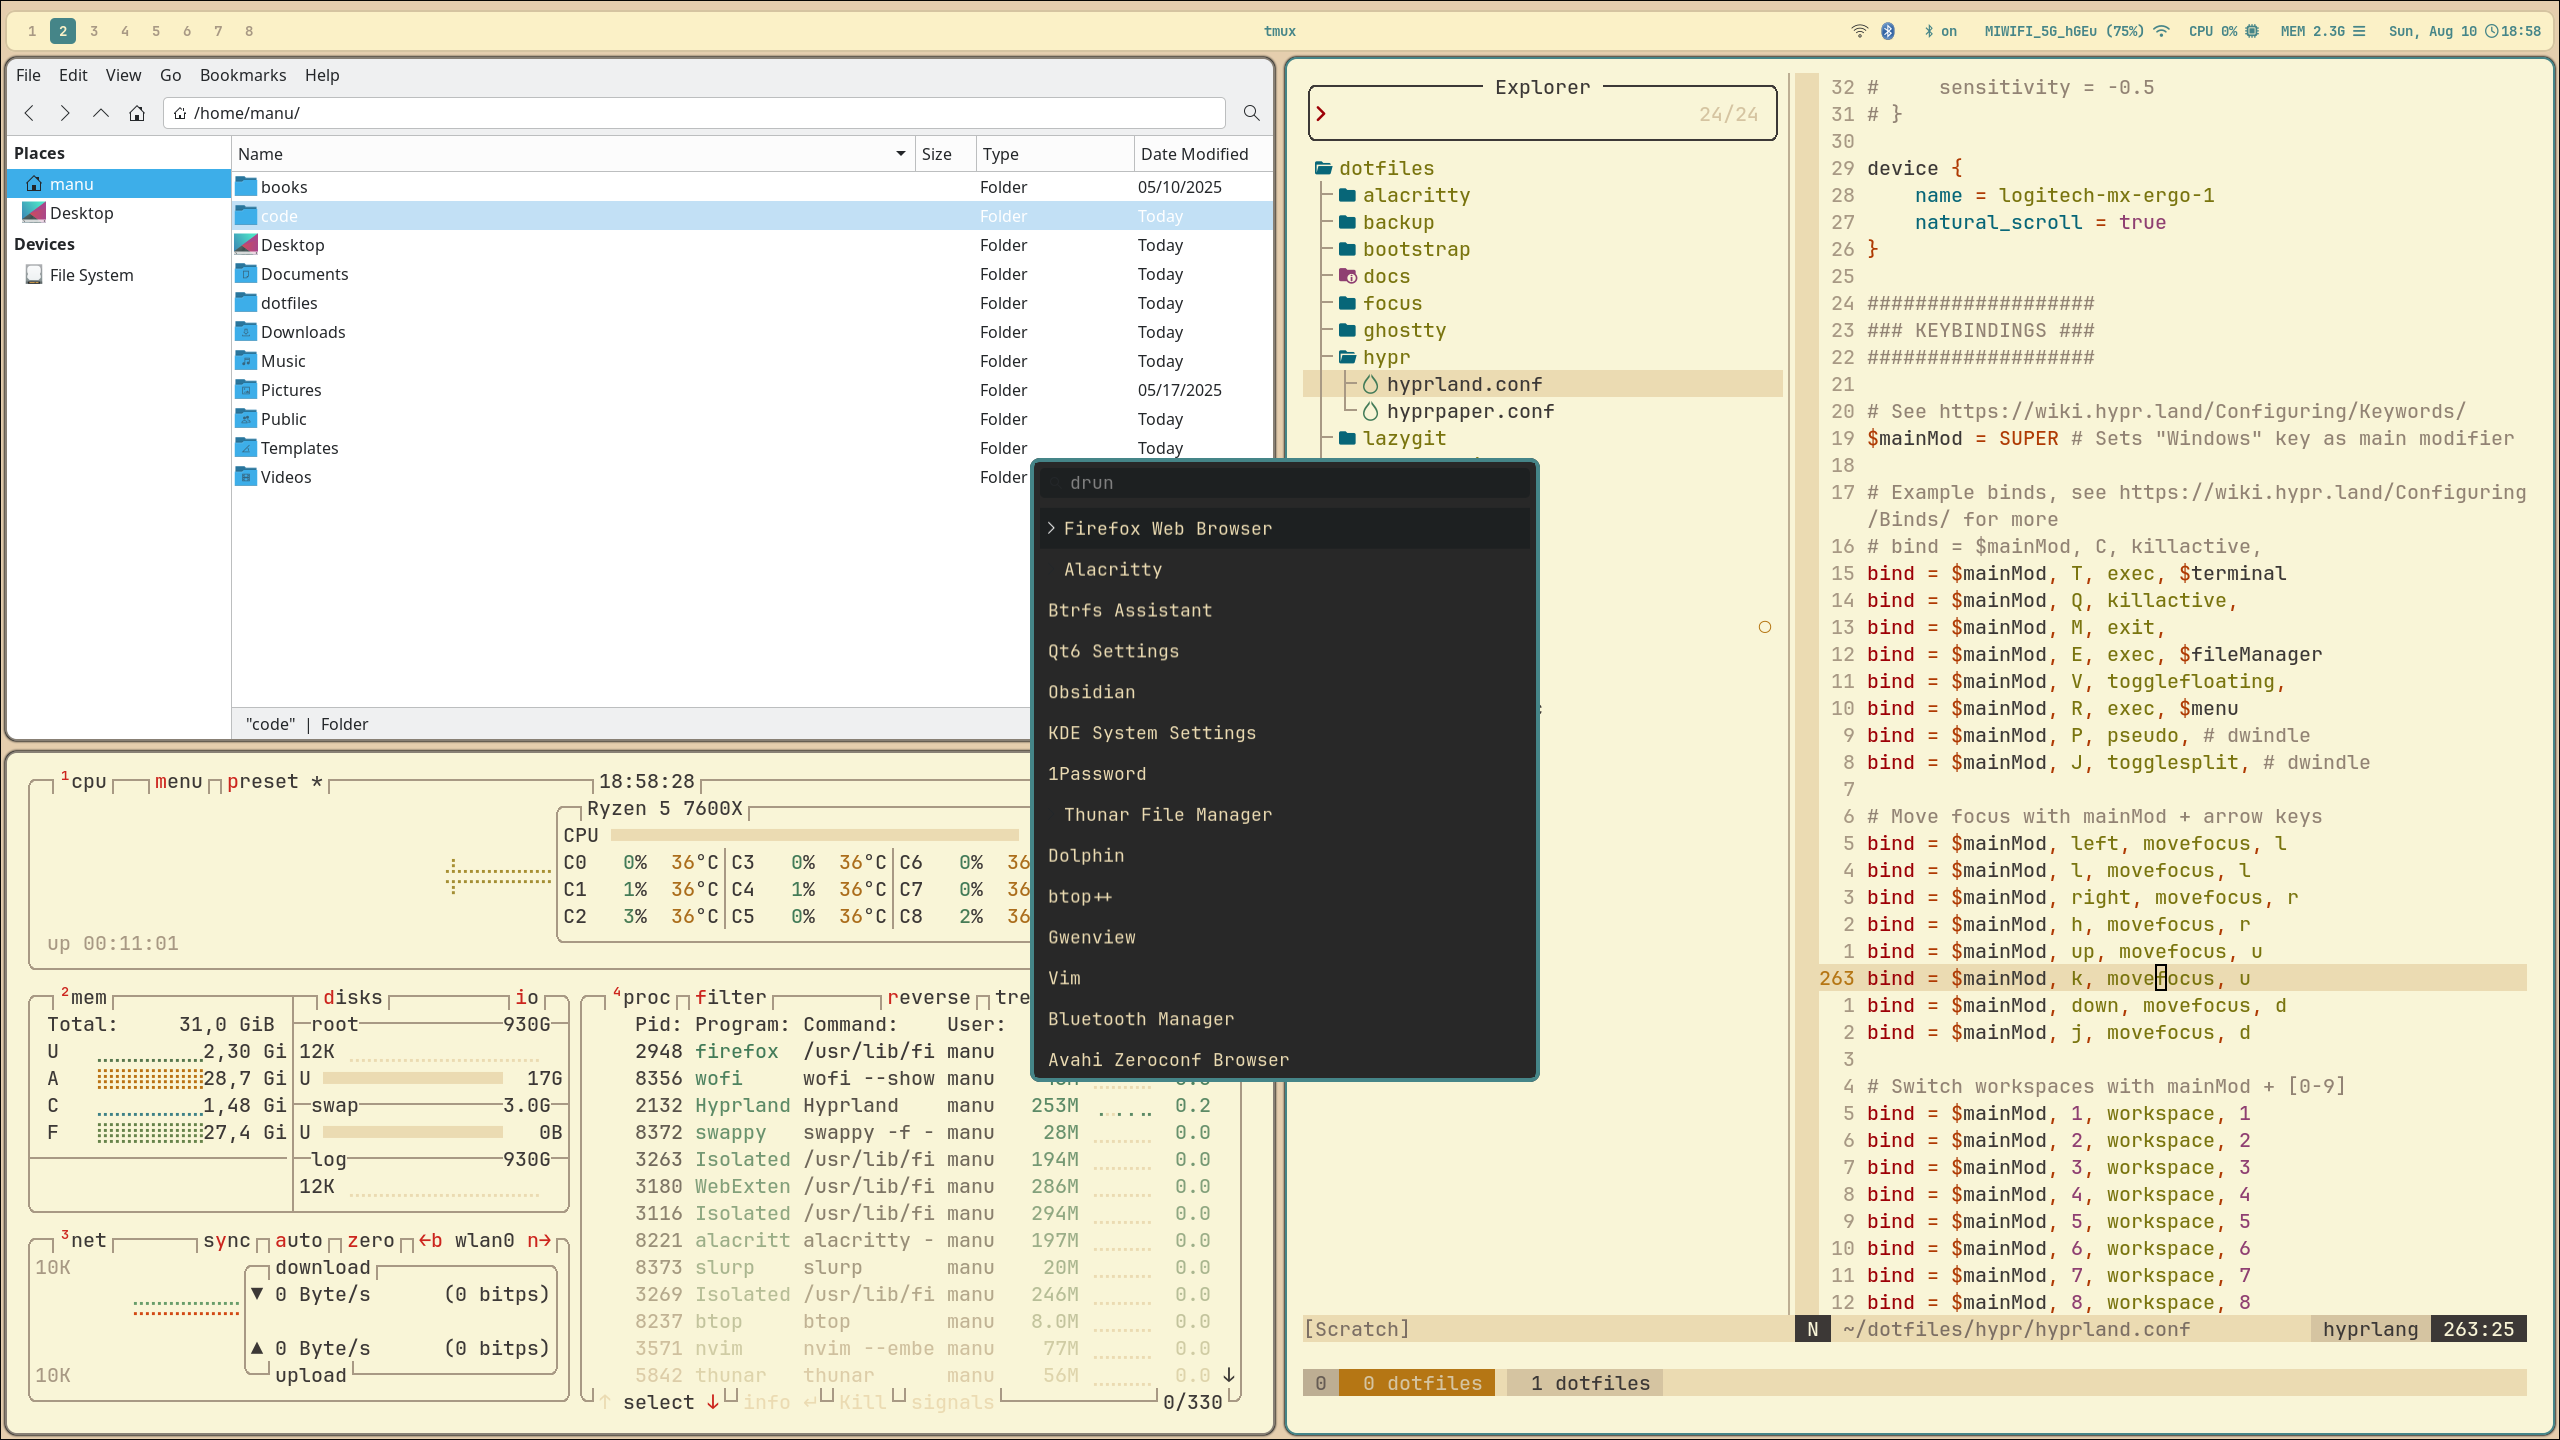 1 2 3 4 5 6 7 8
tmux
on MIWIFI_5G_hGEu (75%) CPU 0% MEM 2.3G Sun, Aug 10 18:58
File Edit View Go Bookmarks Help
/home/manu/
Places
manu
Desktop
Devices
File System
Name Size Type Date Modified
books Folder 05/10/2025
code Folder Today
Desktop Folder Today
Documents Folder Today
dotfiles Folder Today
Downloads Folder Today
Music Folder Today
Pictures Folder 05/17/2025
Public Folder Today
Templates Folder Today
Videos Folder
"code" | Folder
drun
> Firefox Web Browser
Alacritty
Btrfs Assistant
Qt6 Settings
Obsidian
KDE System Settings
1Password
Thunar File Manager
Dolphin
btop++
Gwenview
Vim
Bluetooth Manager
Avahi Zeroconf Browser
1cpu menu preset * 18:58:28
Ryzen 5 7600X
CPU
C0 0% 36°C C3 0% 36°C C6 0% 36
C1 1% 36°C C4 1% 36°C C7 0% 36
C2 3% 36°C C5 0% 36°C C8 2% 36
up 00:11:01
2mem disks io
Total: 31,0 GiB root 930G
U 2,30 Gi 12K
A 28,7 Gi U 17G
C 1,48 Gi swap 3.0G
F 27,4 Gi U 0B
log 930G
12K
3net sync auto zero ←b wlan0 n→
10K download
▼ 0 Byte/s (0 bitps)
▲ 0 Byte/s (0 bitps)
10K upload
4proc filter reverse tre
Pid: Program: Command: User:
2948 firefox /usr/lib/fi manu
8356 wofi wofi --show manu
2132 Hyprland Hyprland manu 253M 0.2
8372 swappy swappy -f - manu 28M 0.0
3263 Isolated /usr/lib/fi manu 194M 0.0
3180 WebExten /usr/lib/fi manu 286M 0.0
3116 Isolated /usr/lib/fi manu 294M 0.0
8221 alacritt alacritty - manu 197M 0.0
8373 slurp slurp manu 20M 0.0
3269 Isolated /usr/lib/fi manu 246M 0.0
8237 btop btop manu 8.0M 0.0
3571 nvim nvim --embe manu 77M 0.0
5842 thunar thunar manu 56M 0.0 ↓
↑ select ↓ info ↵ Kill signals 0/330
Explorer
> 24/24
dotfiles
alacritty
backup
bootstrap
docs
focus
ghostty
hypr
hyprland.conf
hyprpaper.conf
lazygit
[Scratch]
32 # sensitivity = -0.5
31 # }
30
29 device {
28 name = logitech-mx-ergo-1
27 natural_scroll = true
26 }
25
24 ###################
23 ### KEYBINDINGS ###
22 ###################
21
20 # See https://wiki.hypr.land/Configuring/Keywords/
19 $mainMod = SUPER # Sets "Windows" key as main modifier
18
17 # Example binds, see https://wiki.hypr.land/Configuring
/Binds/ for more
16 # bind = $mainMod, C, killactive,
15 bind = $mainMod, T, exec, $terminal
14 bind = $mainMod, Q, killactive,
13 bind = $mainMod, M, exit,
12 bind = $mainMod, E, exec, $fileManager
11 bind = $mainMod, V, togglefloating,
10 bind = $mainMod, R, exec, $menu
9 bind = $mainMod, P, pseudo, # dwindle
8 bind = $mainMod, J, togglesplit, # dwindle
7
6 # Move focus with mainMod + arrow keys
5 bind = $mainMod, left, movefocus, l
4 bind = $mainMod, l, movefocus, l
3 bind = $mainMod, right, movefocus, r
2 bind = $mainMod, h, movefocus, r
1 bind = $mainMod, up, movefocus, u
263 bind = $mainMod, k, movefocus, u
1 bind = $mainMod, down, movefocus, d
2 bind = $mainMod, j, movefocus, d
3
4 # Switch workspaces with mainMod + [0-9]
5 bind = $mainMod, 1, workspace, 1
6 bind = $mainMod, 2, workspace, 2
7 bind = $mainMod, 3, workspace, 3
8 bind = $mainMod, 4, workspace, 4
9 bind = $mainMod, 5, workspace, 5
10 bind = $mainMod, 6, workspace, 6
11 bind = $mainMod, 7, workspace, 7
12 bind = $mainMod, 8, workspace, 8
N ~/dotfiles/hypr/hyprland.conf hyprlang 263:25
0 0 dotfiles 1 dotfiles